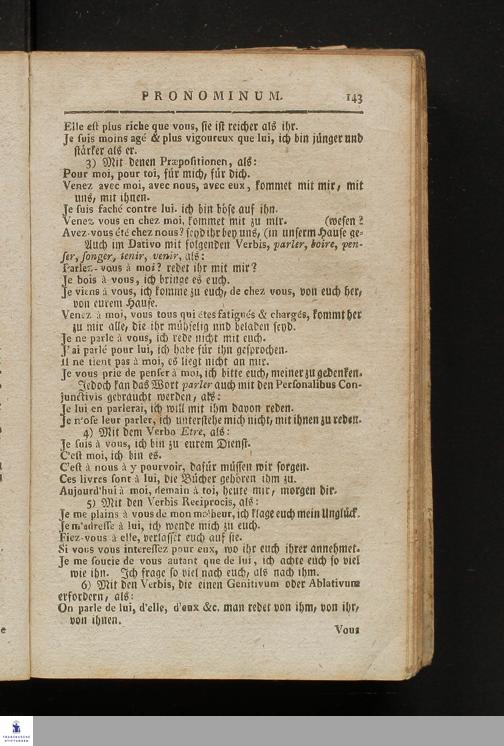 PRONOMINUM. 143
Elle est plus riche que vous, sie ist reicher als ihr.
Je suis moins agé & plus vigoureux que lui, ich bin jünger und
stärker als er.
3) Mit denen Præpositionen, als:
Pour moi, pour toi, für mich, für dich.
Venez avec moi, avec nous, avec eux, kommet mit mir, mit
uns, mit ihnen.
Je suis faché contre lui. ich bin böse auf ihn.
Venez vous en chez moi, kommet mit zu mir. (wesen?
Avez-vous été chez nous? seyd ihr bey uns, (in unserm Hause ge-
Auch im Dativo mit folgenden Verbis, parler, boire, pen-
ser, songer, tenir, venir, als:
Parlez-vous à moi? redet ihr mit mir?
Je bois à vous, ich bringe es euch.
Je viens à vous, ich komme zu euch, de chez vous, von euch her,
von eurem Hause.
Venez à moi, vous tous qui étes fatigués & chargés, kommt her
zu mir alle, die ihr mühselig und beladen seyd.
Je ne parle à vous, ich rede nicht mit euch.
J'ai parlé pour lui, ich habe für ihn gesprochen.
Il ne tient pas à moi, es liegt nicht an mir.
Je vous prie de penser à moi, ich bitte euch, meiner zu gedenken.
Jedoch kan das Wort parler auch mit den Personalibus Con-
junctivis gebraucht werden, als:
Je lui en parlerai, ich will mit ihm davon reden.
Je n'ose leur parler, ich unterstehe mich nicht, mit ihnen zu reden.
4) Mit dem Verbo Etre, als:
Je suis à vous, ich bin zu eurem Dienst.
C'est moi, ich bin es.
C'est à nous à y pourvoir, dafür müssen wir sorgen.
Ces livres sont à lui, die Bücher gehören ihm zu.
Aujourd'hui à moi, demain à toi, heute mir, morgen dir.
5) Mit den Verbis Reciprocis, als:
Je me plains à vous de mon malheur, ich klage euch mein Unglück.
Je m'adresse à lui, ich wende mich zu euch.
Fiez-vous à elle, verlasset euch auf sie.
Si vous vous interessez pour eux, wo ihr euch ihrer annehmet.
Je me soucie de vous autant que de lui, ich achte euch so viel
wie ihn. Ich frage so viel nach euch, als nach ihm.
6) Mit den Verbis, die einen Genitivum oder Ablativum
erfordern, als:
On parle de lui, d'elle, d'eux &c. man redet von ihm, von ihr,
von ihnen.
Vous